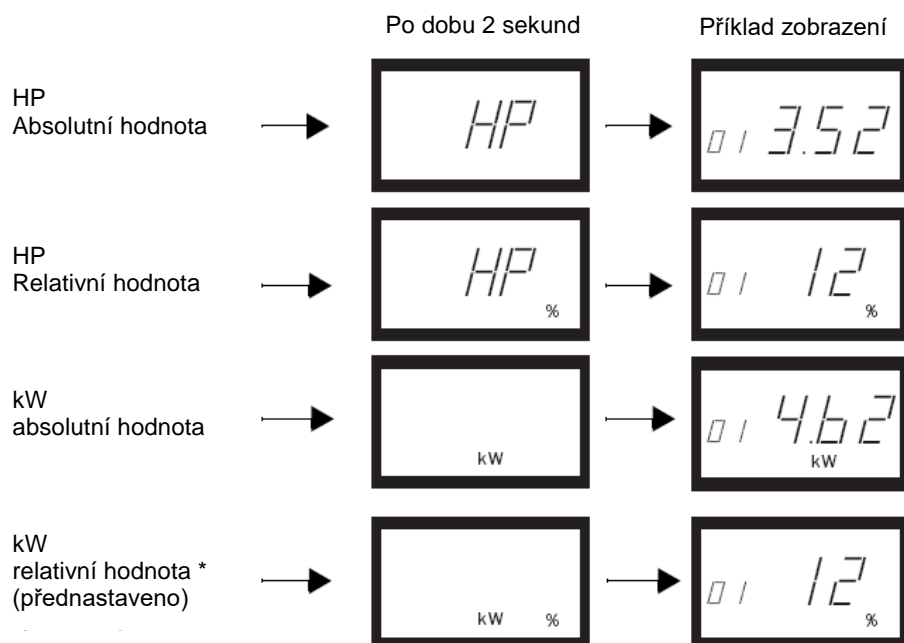 Po dobu 2 sekund Příklad zobrazení
HP
Absolutní hodnota
HP
01 3.52
HP
Relativní hodnota
HP
%
01 12
%
kW
absolutní hodnota
kW
01 4.62
kW
kW
relativní hodnota *
(přednastaveno)
kW %
01 12
%